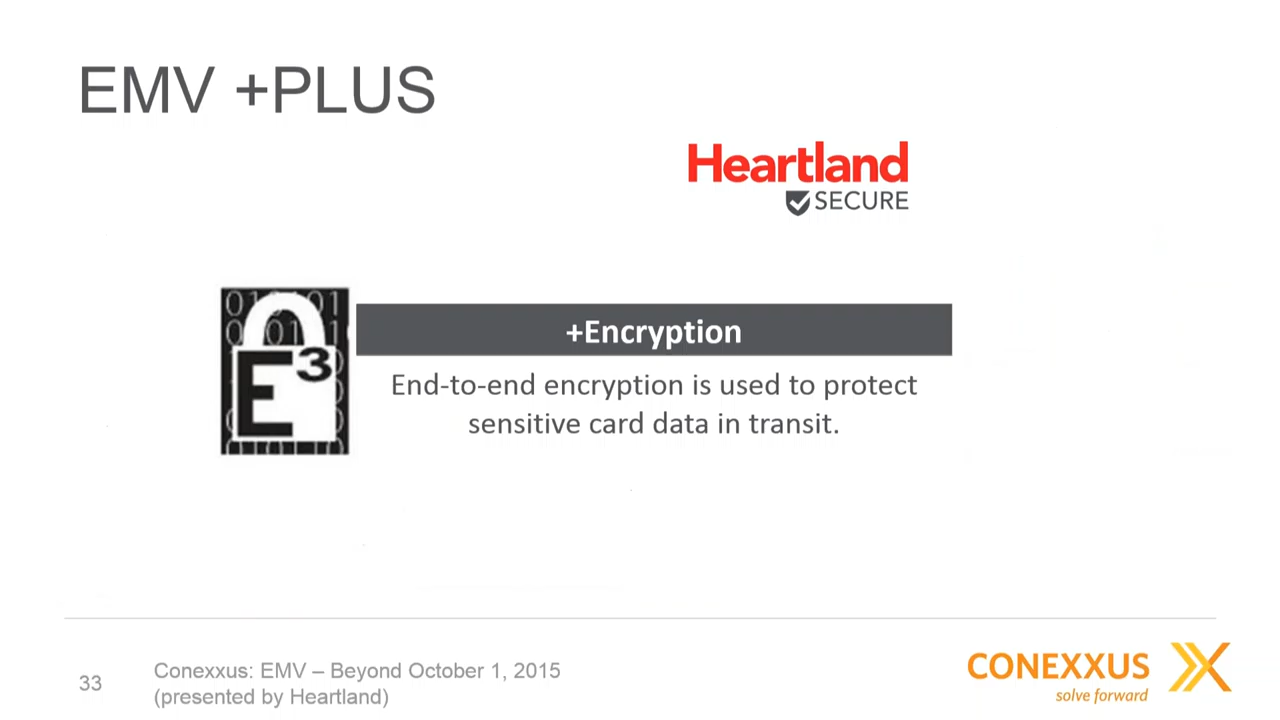 EMV +PLUS
Heartland
SECURE
E3
+Encryption
End-to-end encryption is used to protect
sensitive card data in transit.
33
Conexxus: EMV – Beyond October 1, 2015
(presented by Heartland)
CONEXXUS
solve forward